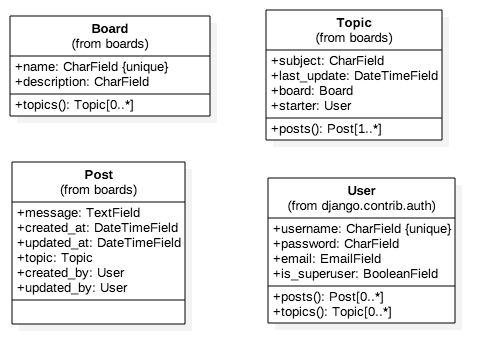 Board
(from boards)
+name: CharField {unique}
+description: CharField
+topics(): Topic[0..*]
Topic
(from boards)
+subject: CharField
+last_update: DateTimeField
+board: Board
+starter: User
+posts(): Post[1..*]
Post
(from boards)
+message: TextField
+created_at: DateTimeField
+updated_at: DateTimeField
+topic: Topic
+created_by: User
+updated_by: User
User
(from django.contrib.auth)
+username: CharField {unique}
+password: CharField
+email: EmailField
+is_superuser: BooleanField
+posts(): Post[0..*]
+topics(): Topic[0..*]